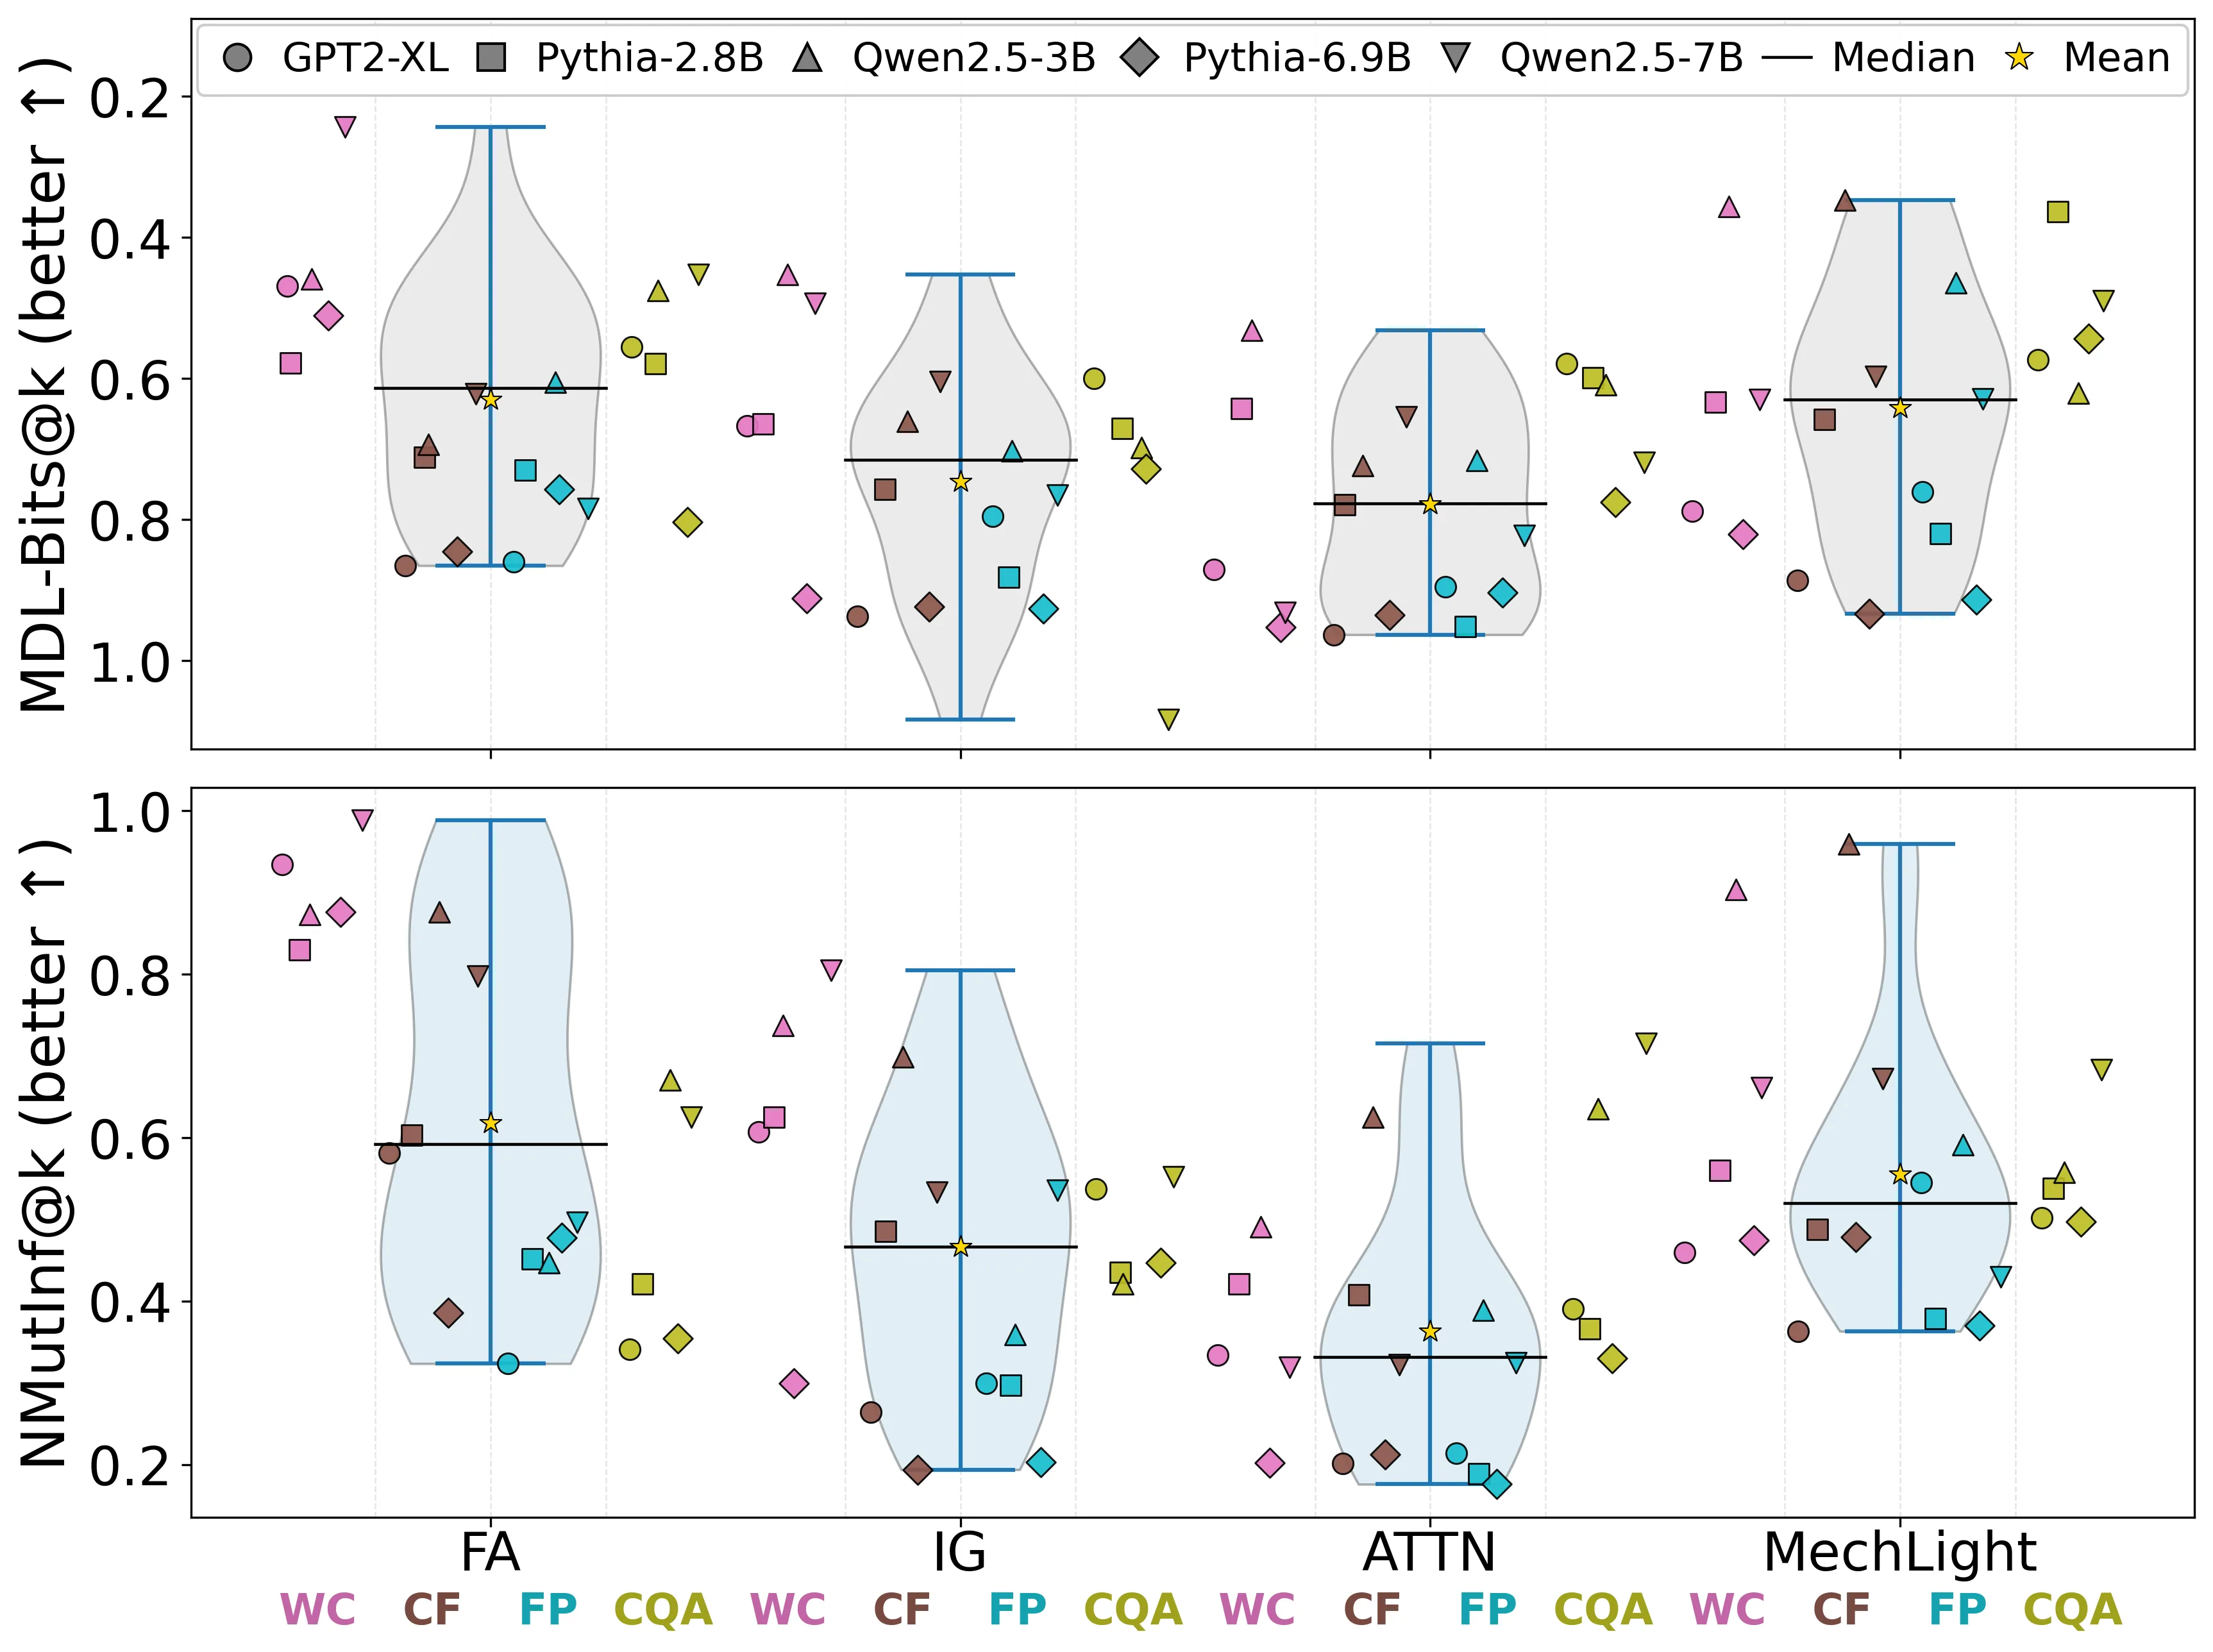 GPT2-XL Pythia-2.8B Qwen2.5-3B Pythia-6.9B Qwen2.5-7B Median Mean
MDL-Bits@k (better ↑)
0.2
0.4
0.6
0.8
1.0
NMutInf@k (better ↑)
1.0
0.8
0.6
0.4
0.2
FA IG ATTN MechLight
WC CF FP CQA WC CF FP CQA WC CF FP CQA WC CF FP CQA